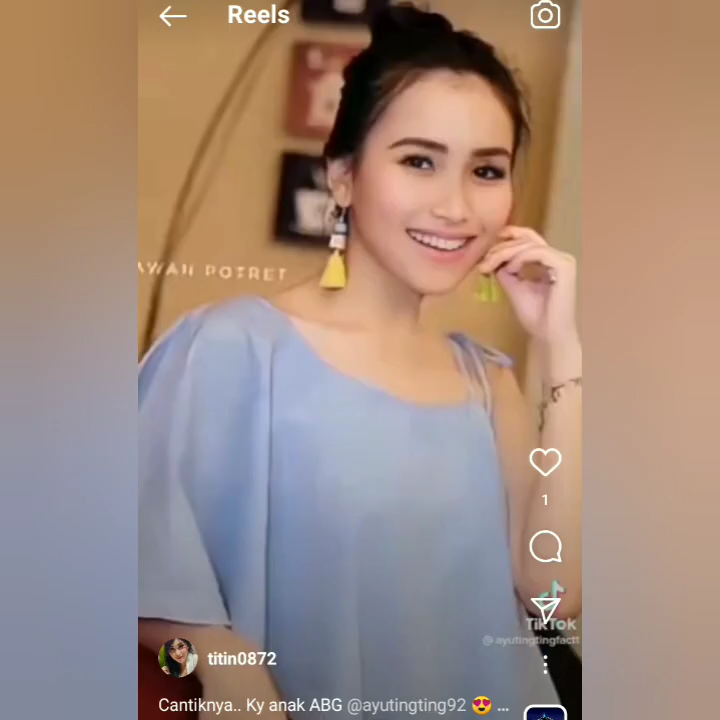 Reels
AWAN POTRET
1
TikTok
@ayutingtingfactt
titin0872
Cantiknya.. Ky anak ABG @ayutingting92 😍 ...